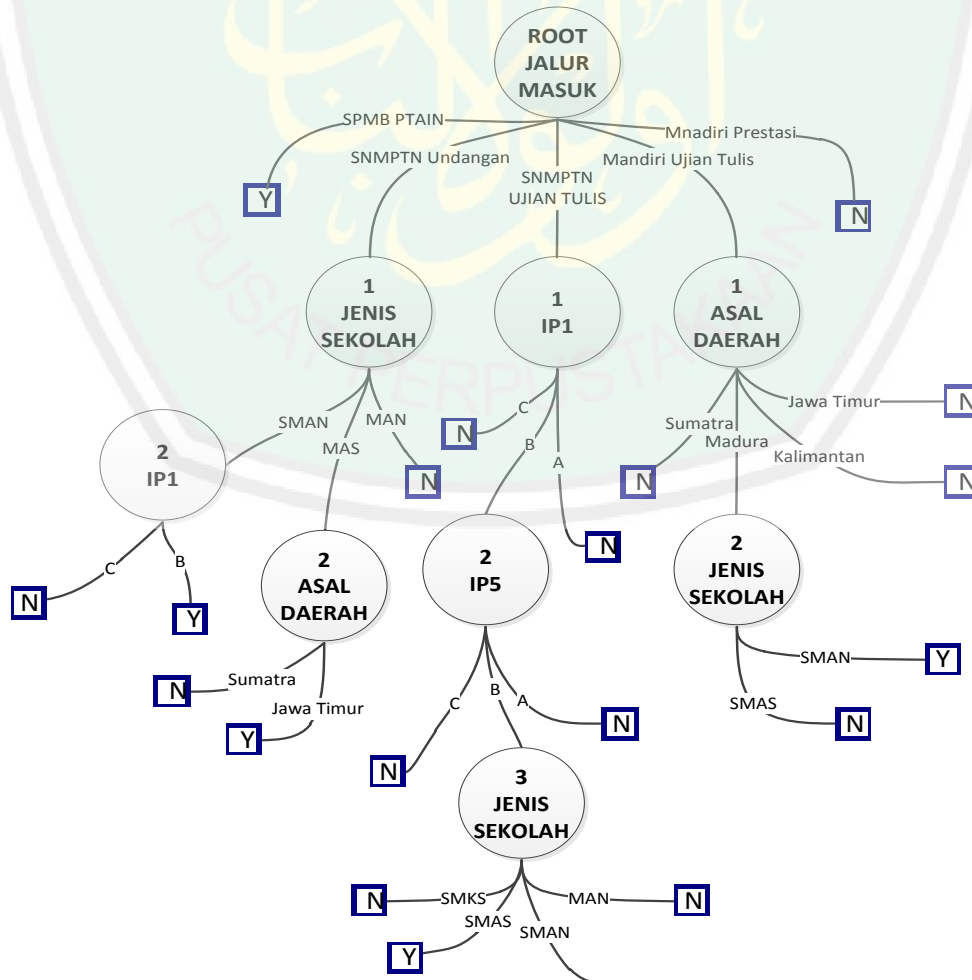 ROOT
JALUR
MASUK
SPMB PTAIN
Mnadiri Prestasi
SNMPTN Undangan
SNMPTN
UJIAN TULIS
Mandiri Ujian Tulis
Y
N
1
JENIS
SEKOLAH
1
IP1
1
ASAL
DAERAH
SMAN
MAS
MAN
C
B
A
Sumatra
Madura
Jawa Timur
Kalimantan
N
N
N
N
N
2
IP1
C
B
N
Y
2
ASAL
DAERAH
2
IP5
N
2
JENIS
SEKOLAH
Sumatra
N
Jawa Timur
Y
C
B
A
N
N
SMAN
Y
SMAS
N
3
JENIS
SEKOLAH
N
SMKS
SMAS
Y
SMAN
MAN
N
PUSAT PERPUSTAKAAN